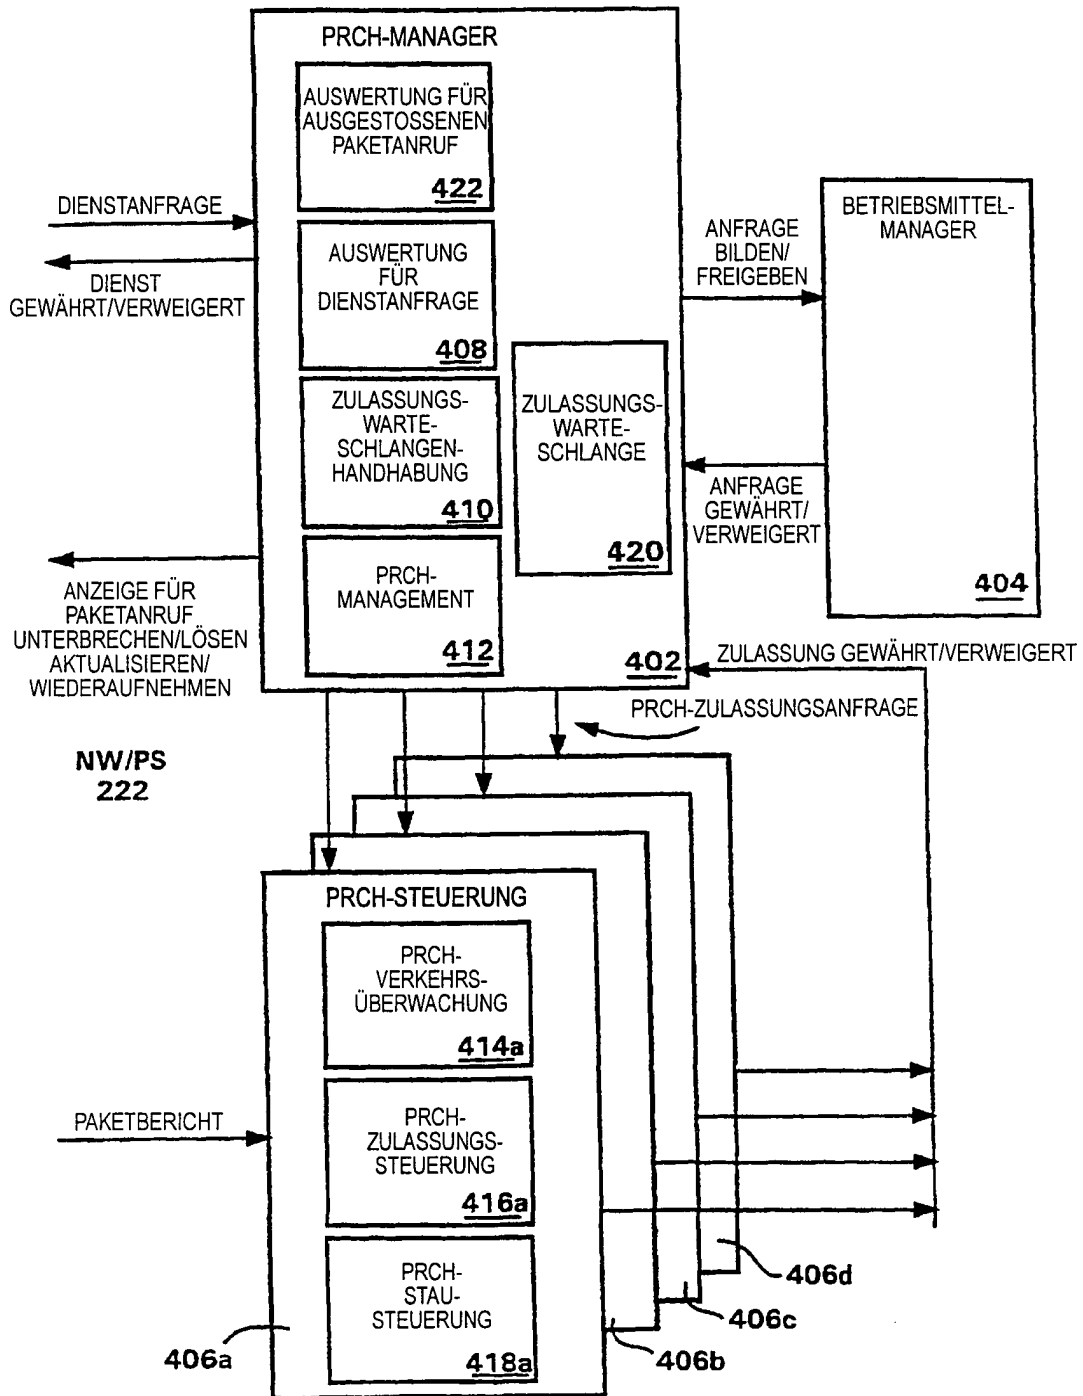 PRCH-MANAGER
AUSWERTUNG FÜR
AUSGESTOSSENEN
PAKETANRUF
422
DIENSTANFRAGE
DIENST
GEWÄHRT/VERWEIGERT
AUSWERTUNG
FÜR
DIENSTANFRAGE
408
ANFRAGE
BILDEN/
FREIGEBEN
BETRIEBSMITTEL-
MANAGER
ZULASSUNGS-
WARTE-
SCHLANGEN-
HANDHABUNG
410
ZULASSUNGS-
WARTE-
SCHLANGE
420
ANFRAGE
GEWÄHRT/
VERWEIGERT
404
ANZEIGE FÜR
PAKETANRUF
UNTERBRECHEN/LÖSEN
AKTUALISIEREN/
WIEDERAUFNEHMEN
PRCH-
MANAGEMENT
412
402
ZULASSUNG GEWÄHRT/VERWEIGERT
PRCH-ZULASSUNGSANFRAGE
NW/PS
222
PRCH-STEUERUNG
PRCH-
VERKEHRS-
ÜBERWACHUNG
414a
PAKETBERICHT
PRCH-
ZULASSUNGS-
STEUERUNG
416a
PRCH-
STAU-
STEUERUNG
418a
406a
406b
406c
406d